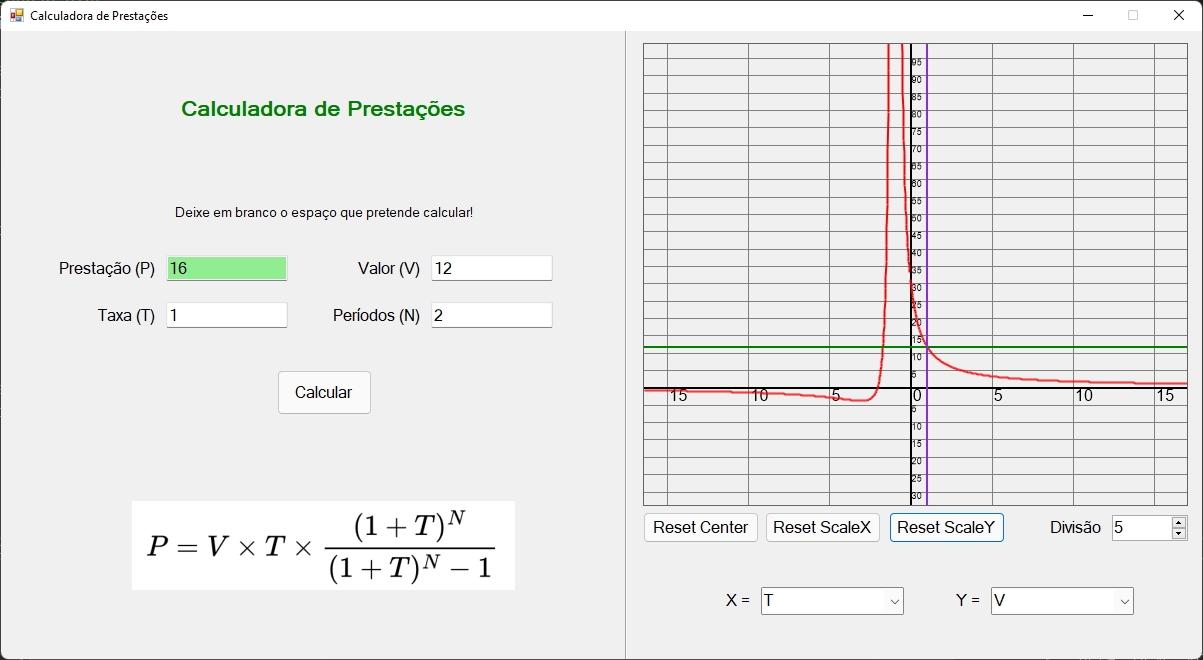 Calculadora de Prestações
Calculadora de Prestações
Deixe em branco o espaço que pretende calcular!
Prestação (P) 16 Valor (V) 12
Taxa (T) 1 Períodos (N) 2
Calcular
P = V × T × (1 + T)^N / (1 + T)^N − 1
95
90
85
80
75
70
65
60
55
50
45
40
35
30
25
20
15
10
5
15 10 5 0 5 10 15
5
10
15
20
25
30
Reset Center Reset ScaleX Reset ScaleY Divisão 5
X = T Y = V